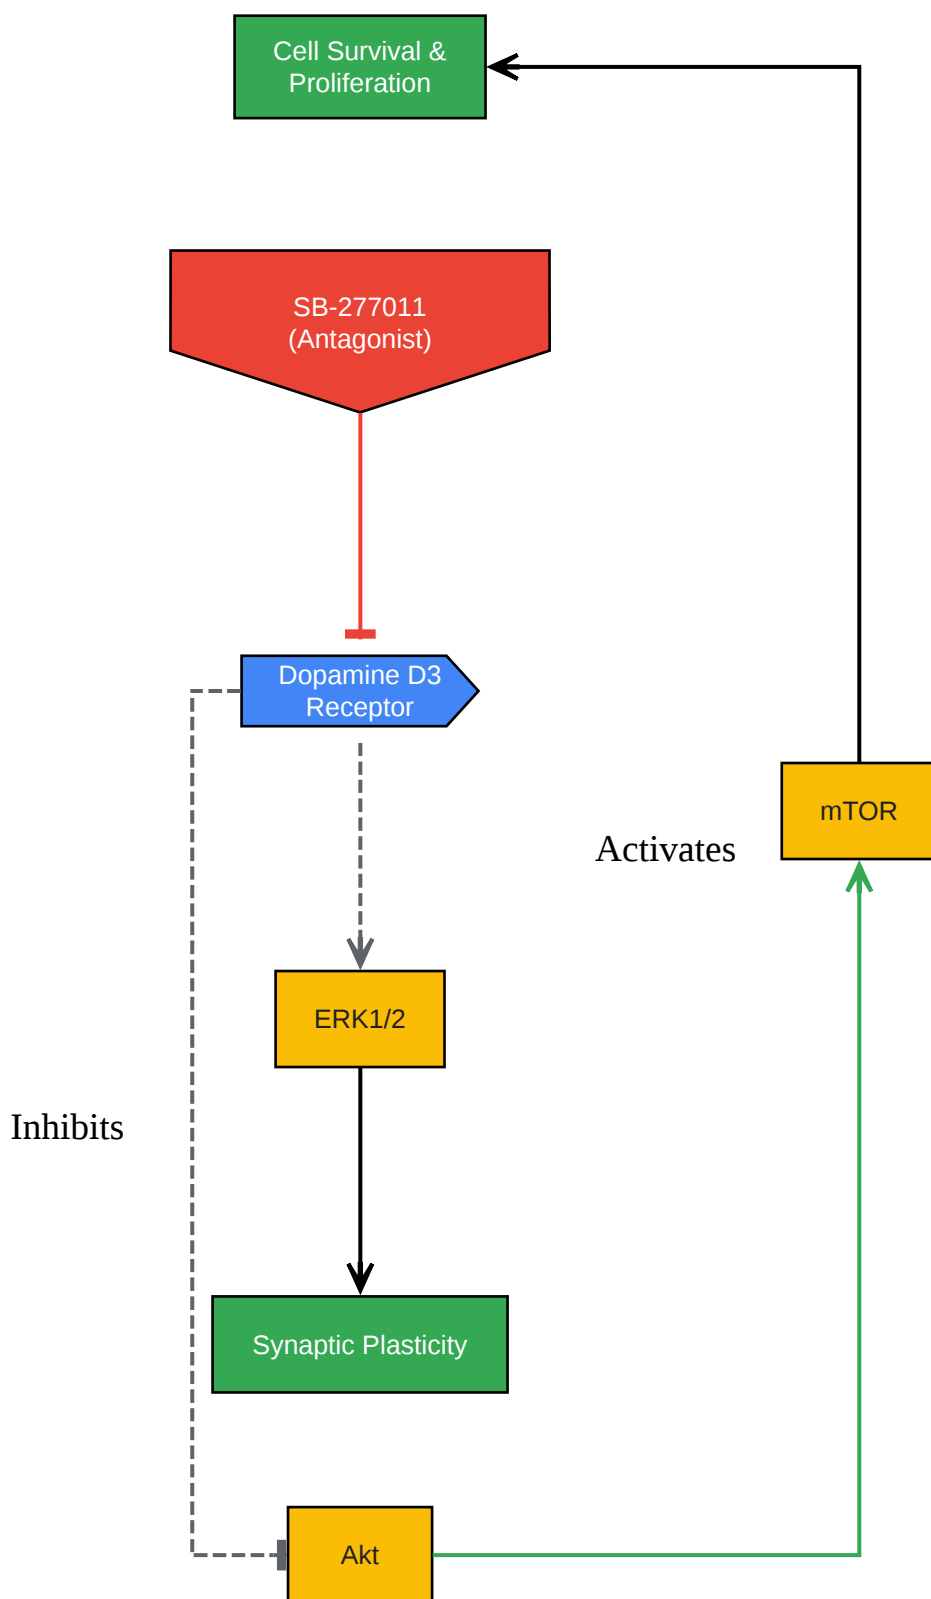 Cell Survival &
Proliferation
SB-277011
(Antagonist)
Dopamine D3
Receptor
mTOR
Activates
ERK1/2
Inhibits
Synaptic Plasticity
Akt